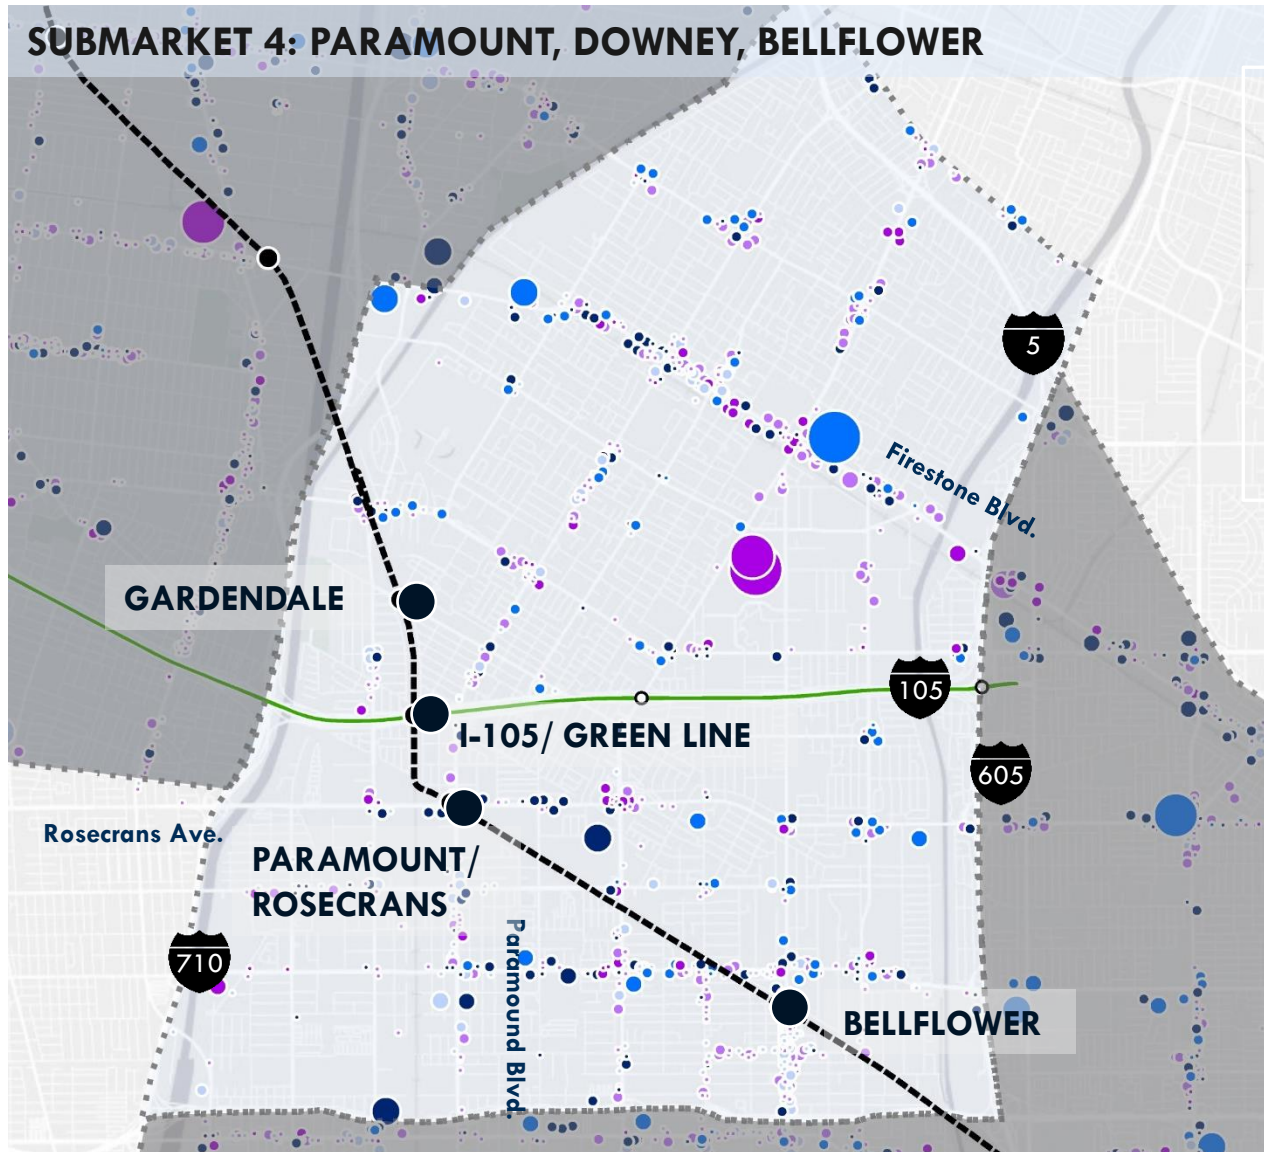 SUBMARKET 4: PARAMOUNT, DOWNEY, BELLFLOWER
5
Firestone Blvd.
GARDENDALE
105
I-105/ GREEN LINE
605
Rosecrans Ave.
PARAMOUNT/
ROSECRANS
Paramound Blvd.
710
BELLFLOWER